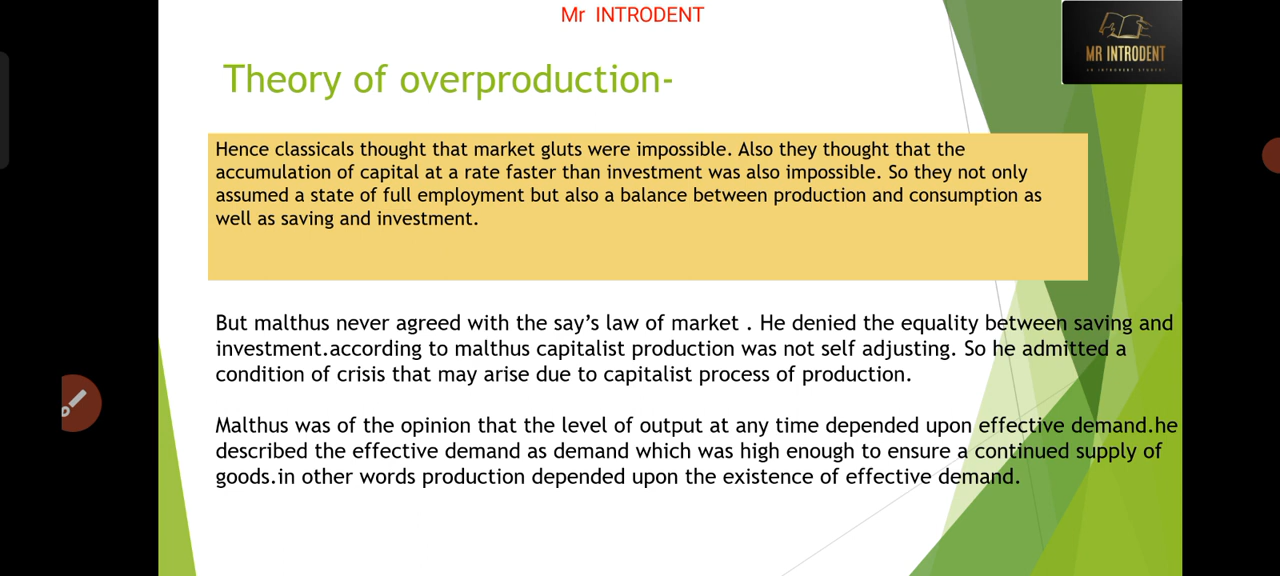 Mr INTRODENT
MR INTRODENT
Theory of overproduction-
Hence classicals thought that market gluts were impossible. Also they thought that the
accumulation of capital at a rate faster than investment was also impossible. So they not only
assumed a state of full employment but also a balance between production and consumption as
well as saving and investment.
But malthus never agreed with the say’s law of market . He denied the equality between saving and
investment.according to malthus capitalist production was not self adjusting. So he admitted a
condition of crisis that may arise due to capitalist process of production.
Malthus was of the opinion that the level of output at any time depended upon effective demand.he
described the effective demand as demand which was high enough to ensure a continued supply of
goods.in other words production depended upon the existence of effective demand.